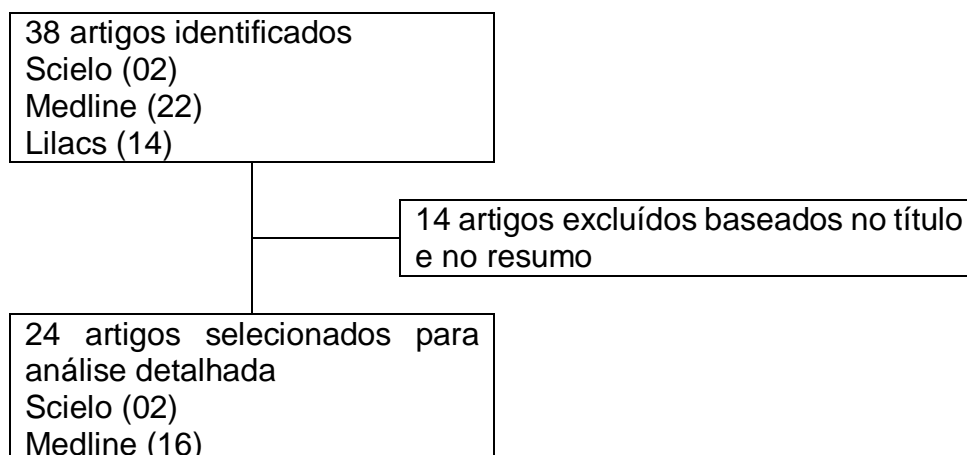 38 artigos identificados
Scielo (02)
Medline (22)
Lilacs (14)
14 artigos excluídos baseados no título
e no resumo
24 artigos selecionados para
análise detalhada
Scielo (02)
Medline (16)